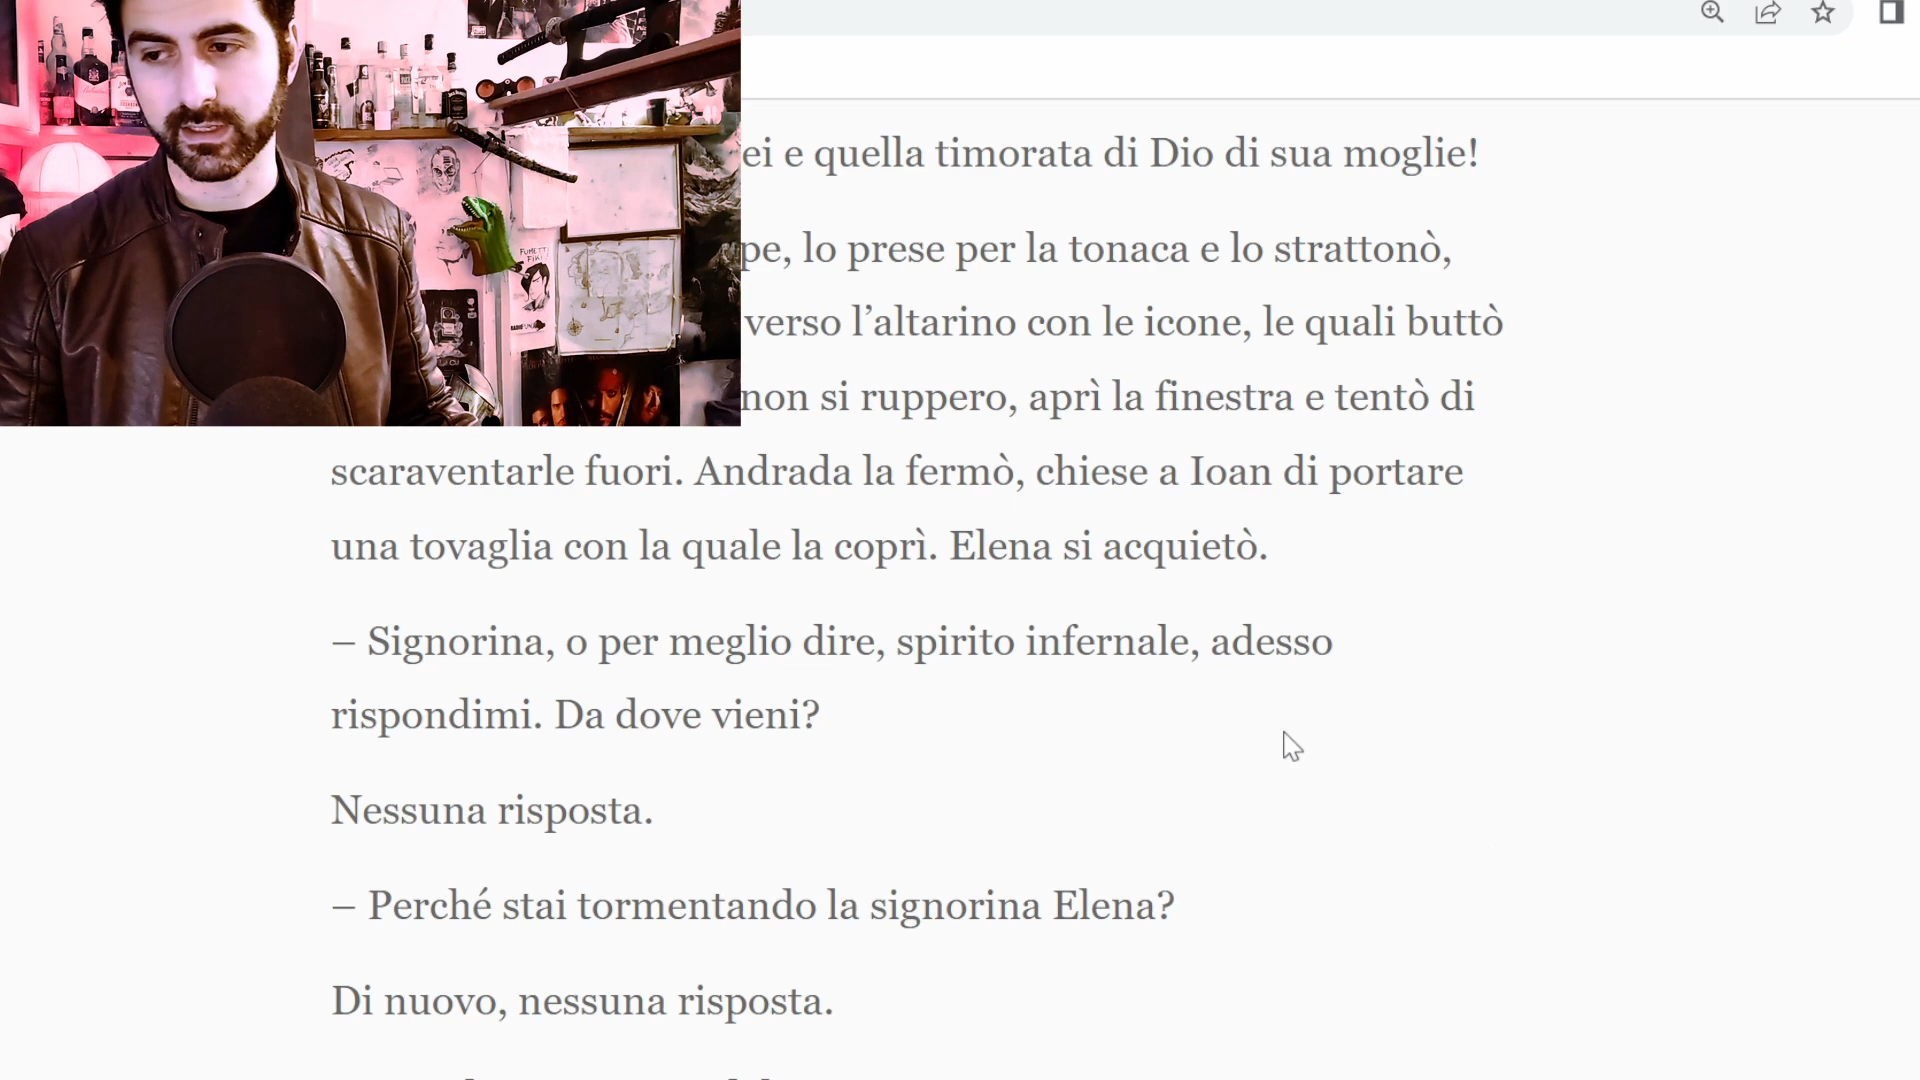 FUMETTI
FIKI
ei e quella timorata di Dio di sua moglie!
pe, lo prese per la tonaca e lo strattonò,
verso l’altarino con le icone, le quali buttò
non si ruppero, aprì la finestra e tentò di
scaraventarle fuori. Andrada la fermò, chiese a Ioan di portare
una tovaglia con la quale la coprì. Elena si acquietò.
– Signorina, o per meglio dire, spirito infernale, adesso
rispondimi. Da dove vieni?
Nessuna risposta.
– Perché stai tormentando la signorina Elena?
Di nuovo, nessuna risposta.